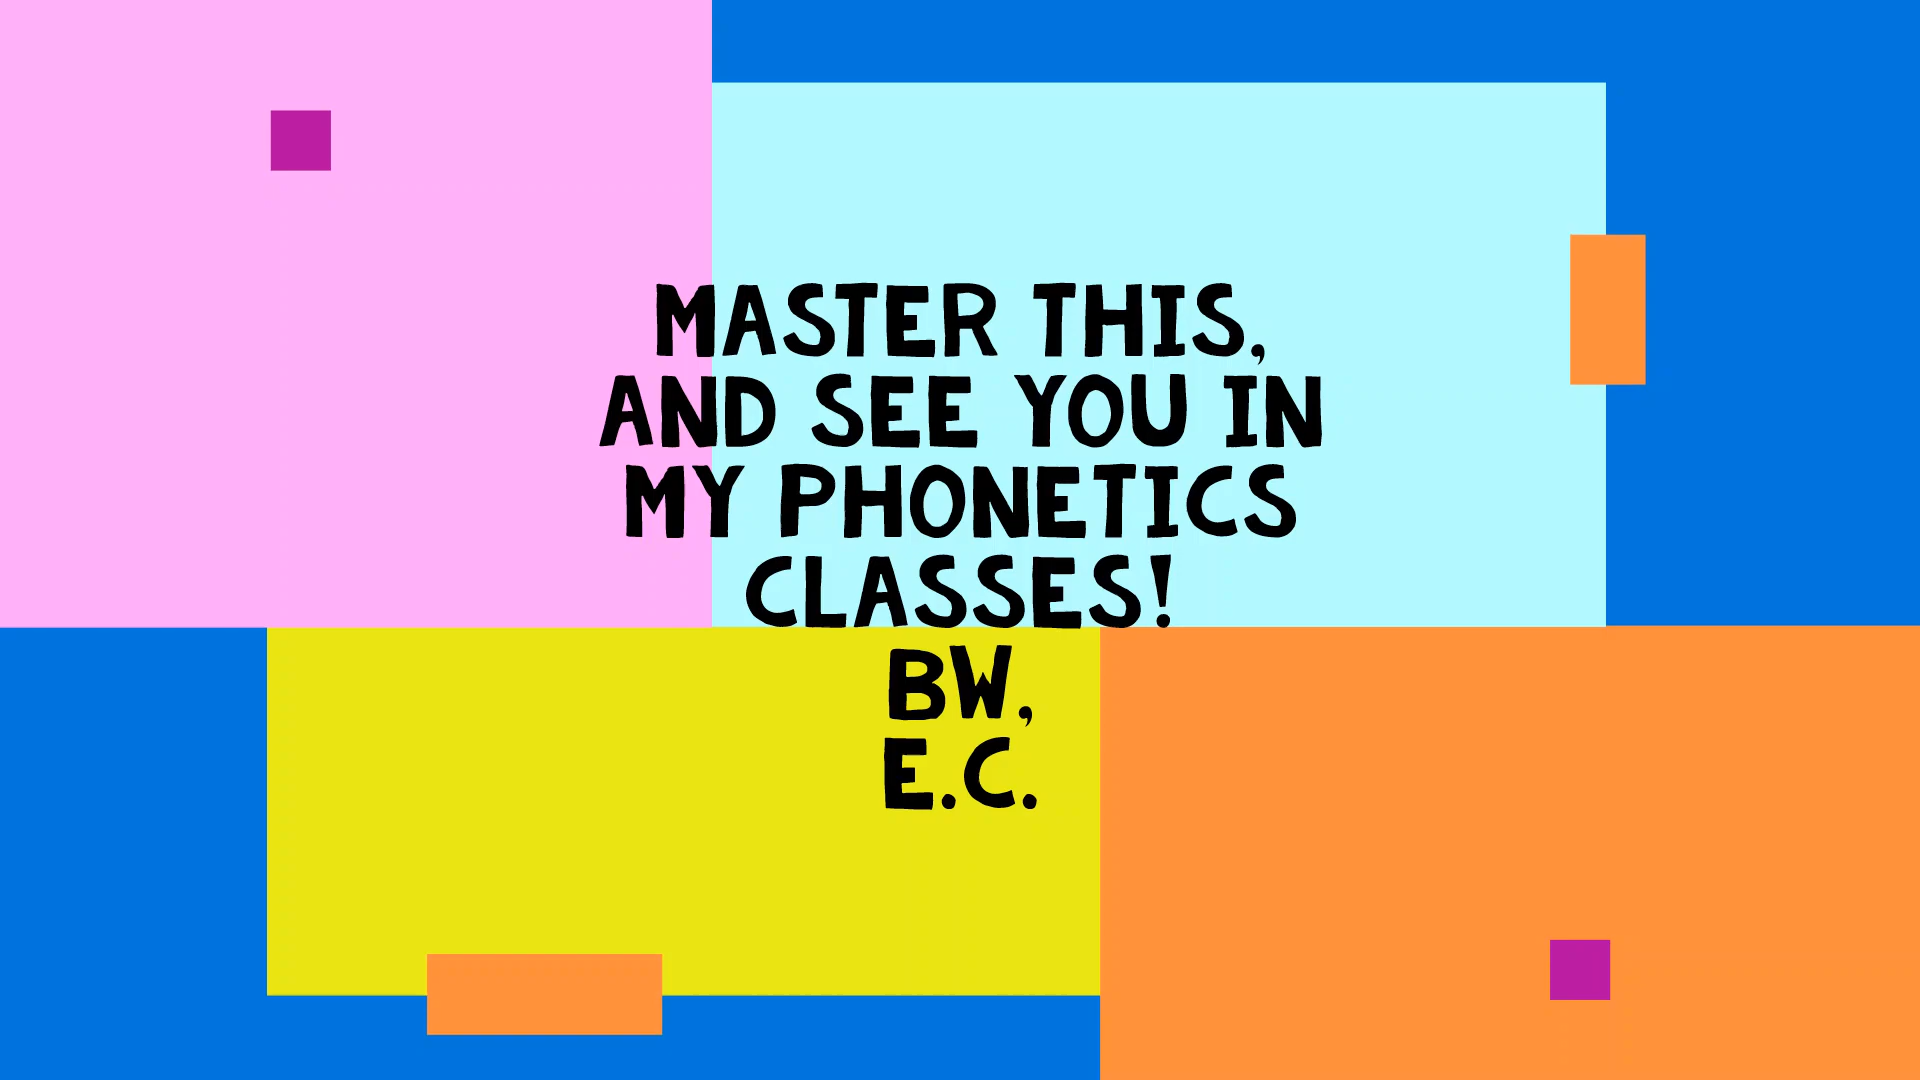 MASTER THIS,
AND SEE YOU IN
MY PHONETICS
CLASSES!
BW,
E.C.